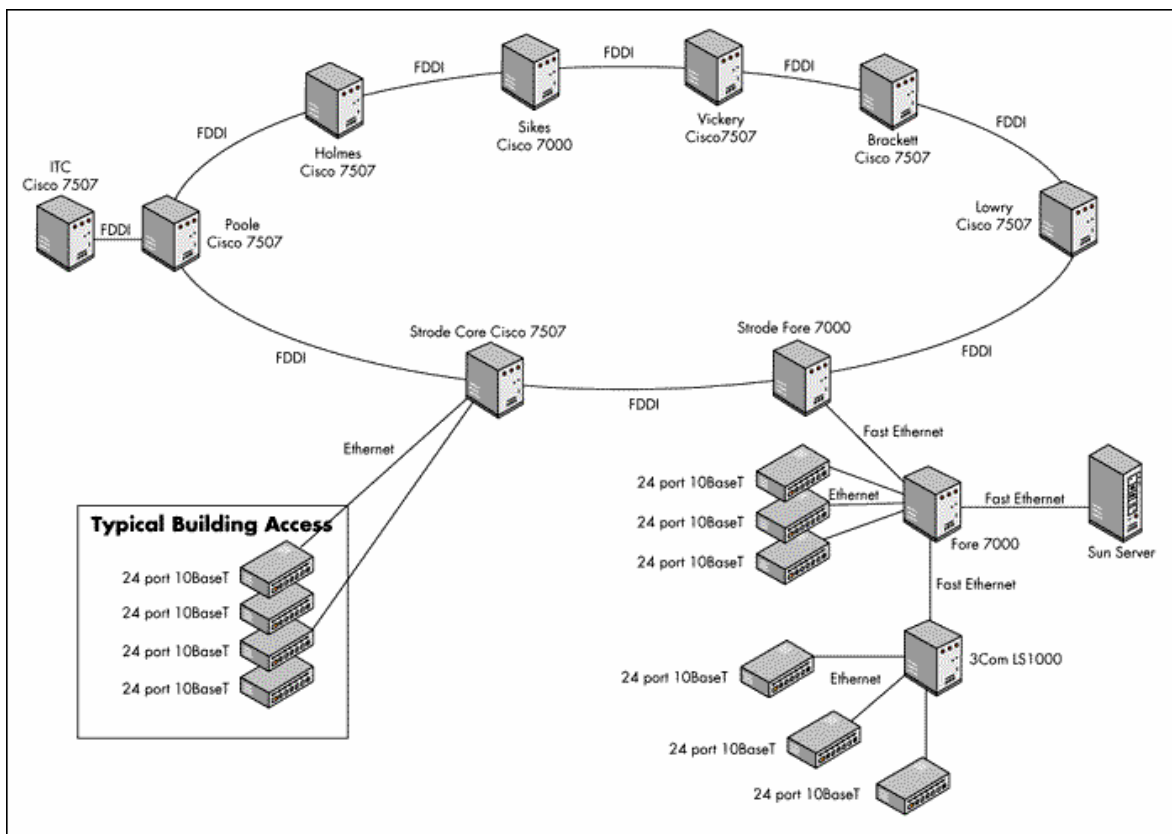 FDDI
FDDI
FDDI
FDDI
FDDI
Holmes
Cisco 7507
Sikes
Cisco 7000
Vickery
Cisco7507
Brackett
Cisco 7507
ITC
Cisco 7507
FDDI
Poole
Cisco 7507
Lowry
Cisco 7507
FDDI
Strode Core Cisco 7507
FDDI
Strode Fore 7000
FDDI
Ethernet
Fast Ethernet
Typical Building Access
24 port 10BaseT
24 port 10BaseT
24 port 10BaseT
24 port 10BaseT
24 port 10BaseT
24 port 10BaseT
24 port 10BaseT
Ethernet
Fore 7000
Fast Ethernet
Sun Server
Fast Ethernet
3Com LS1000
Ethernet
24 port 10BaseT
24 port 10BaseT
24 port 10BaseT